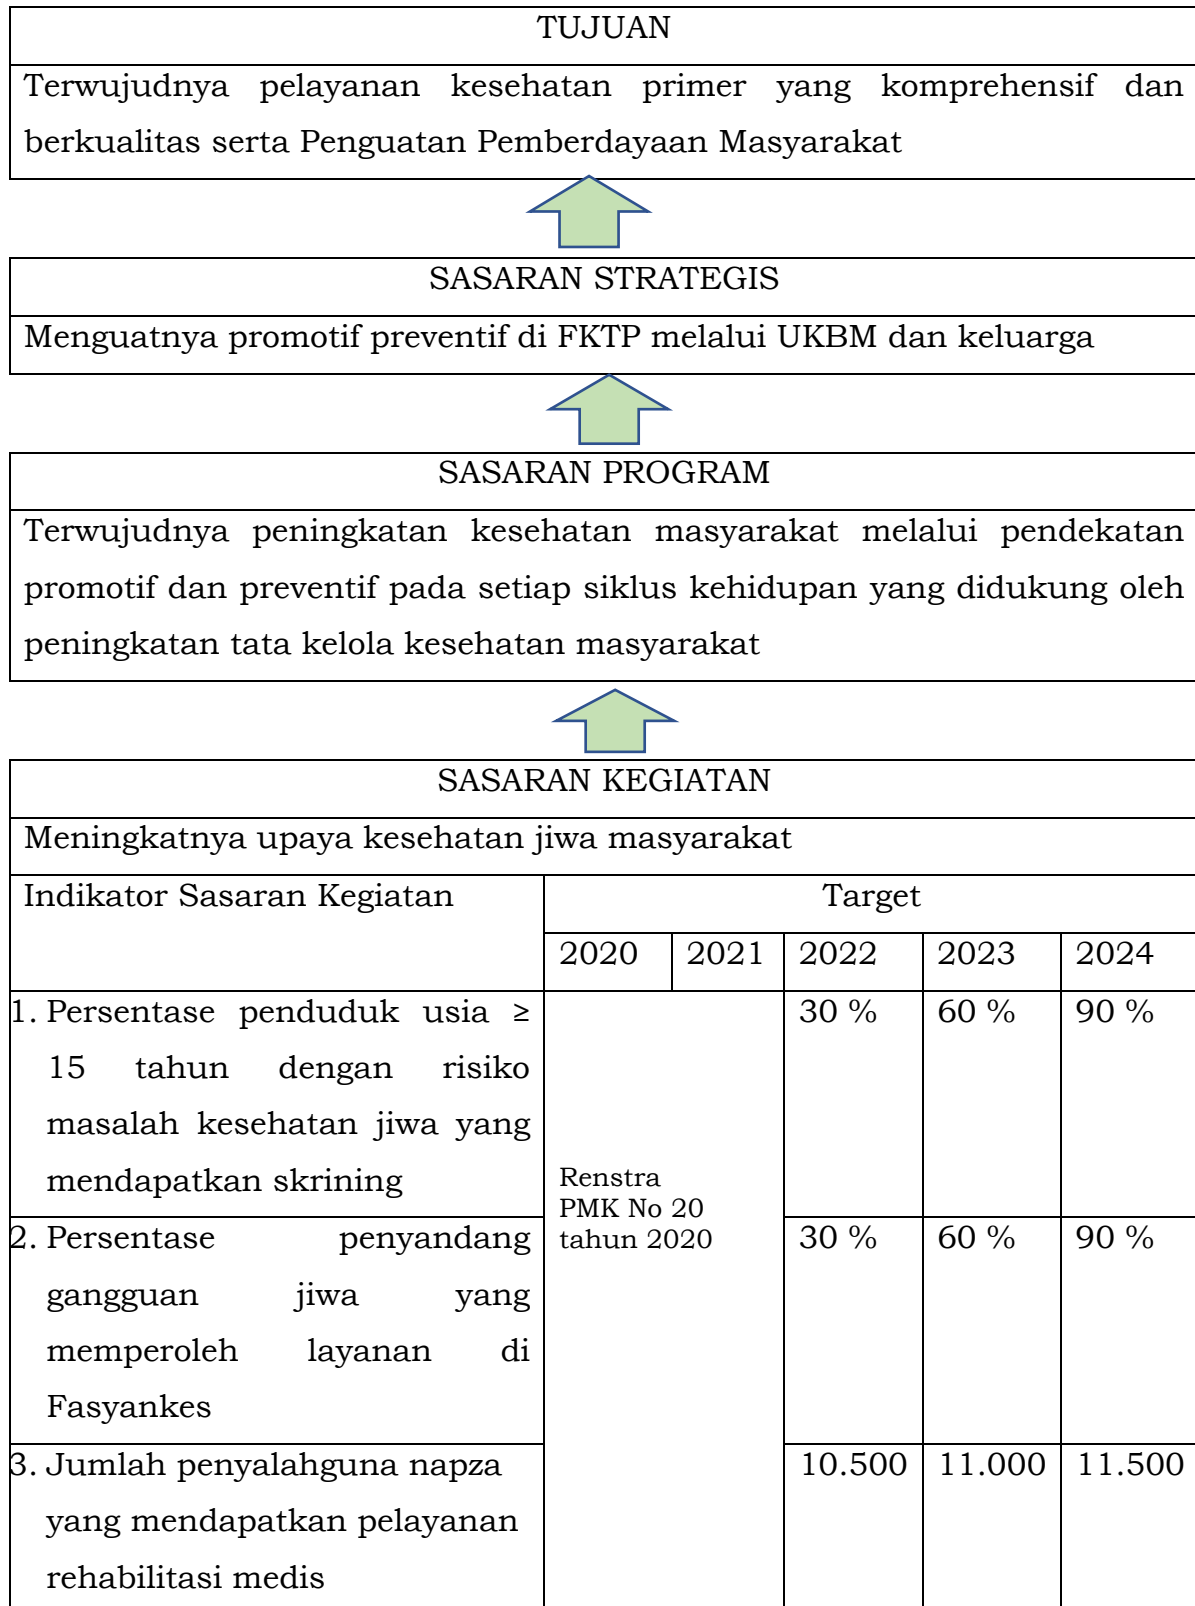 TUJUAN
Terwujudnya pelayanan kesehatan primer yang komprehensif dan
berkualitas serta Penguatan Pemberdayaan Masyarakat
SASARAN STRATEGIS
Menguatnya promotif preventif di FKTP melalui UKBM dan keluarga
SASARAN PROGRAM
Terwujudnya peningkatan kesehatan masyarakat melalui pendekatan
promotif dan preventif pada setiap siklus kehidupan yang didukung oleh
peningkatan tata kelola kesehatan masyarakat
SASARAN KEGIATAN
Meningkatnya upaya kesehatan jiwa masyarakat
Indikator Sasaran Kegiatan
Target
2020 2021 2022 2023 2024
1. Persentase penduduk usia ≥
15 tahun dengan risiko
masalah kesehatan jiwa yang
mendapatkan skrining
Renstra
PMK No 20
tahun 2020
30 % 60 % 90 %
2. Persentase penyandang
gangguan jiwa yang
memperoleh layanan di
Fasyankes
30 % 60 % 90 %
3. Jumlah penyalahguna napza
yang mendapatkan pelayanan
rehabilitasi medis
10.500 11.000 11.500